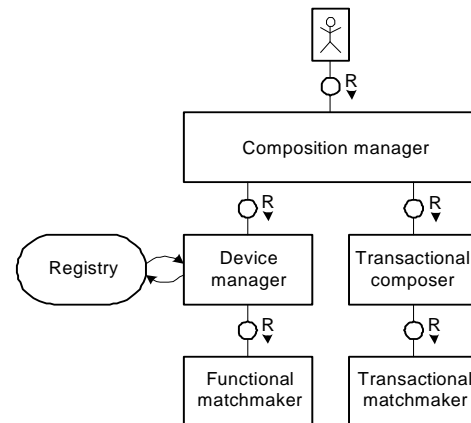 R
Composition manager
R
R
Registry
Device
manager
Transactional
composer
R
R
Functional
matchmaker
Transactional
matchmaker